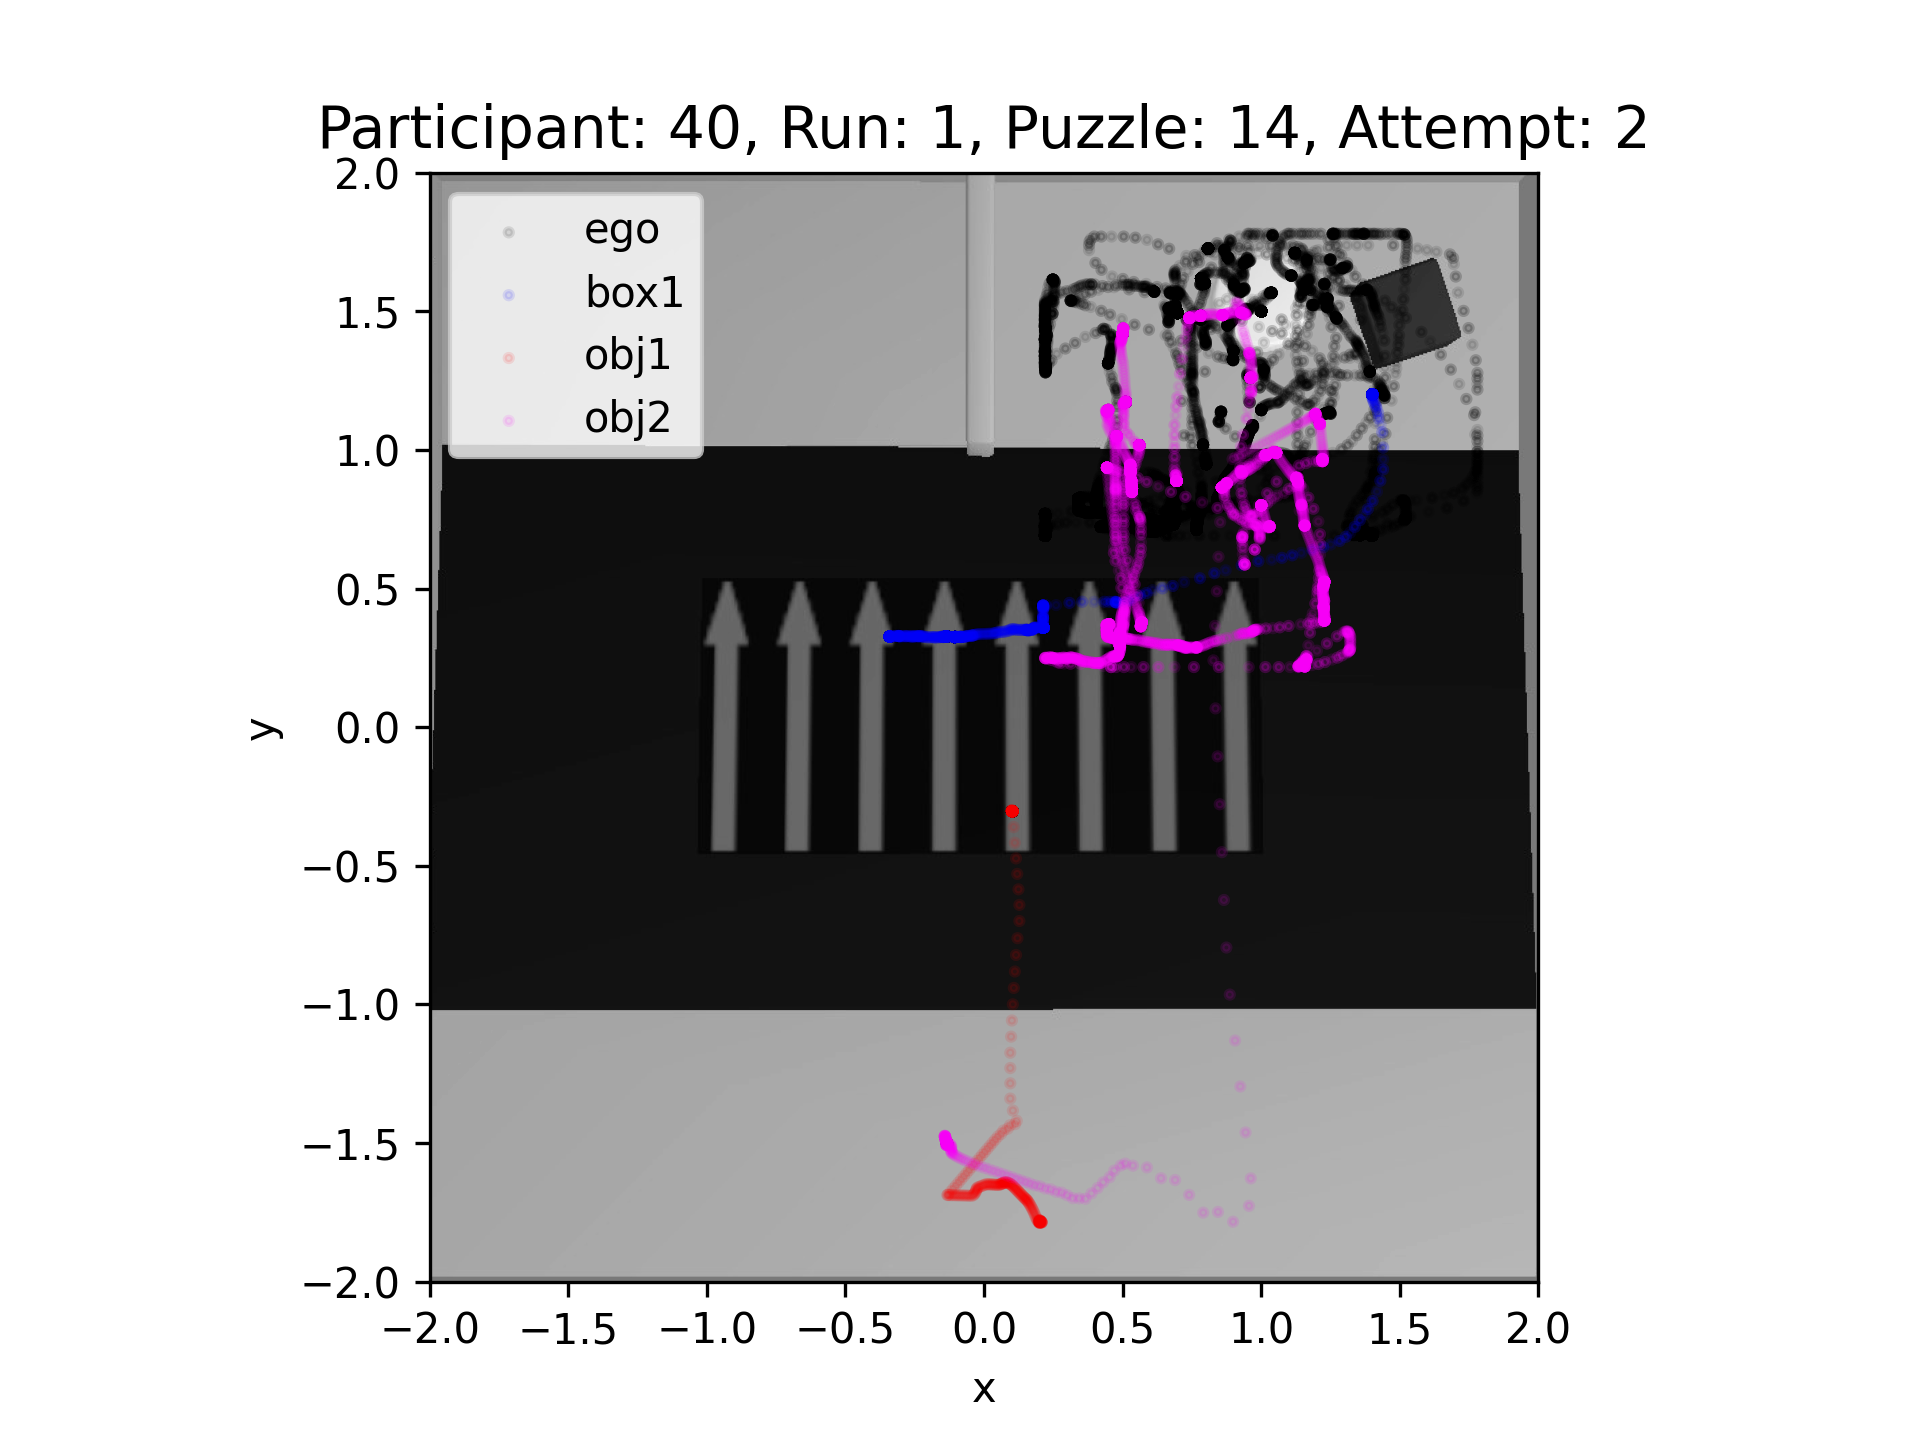 Participant: 40, Run: 1, Puzzle: 14, Attempt: 2
2.0
1.5
1.0
0.5
0.0
−0.5
−1.0
−1.5
−2.0
ego
box1
obj1
obj2
y
−2.0 −1.5 −1.0 −0.5 0.0 0.5 1.0 1.5 2.0
x